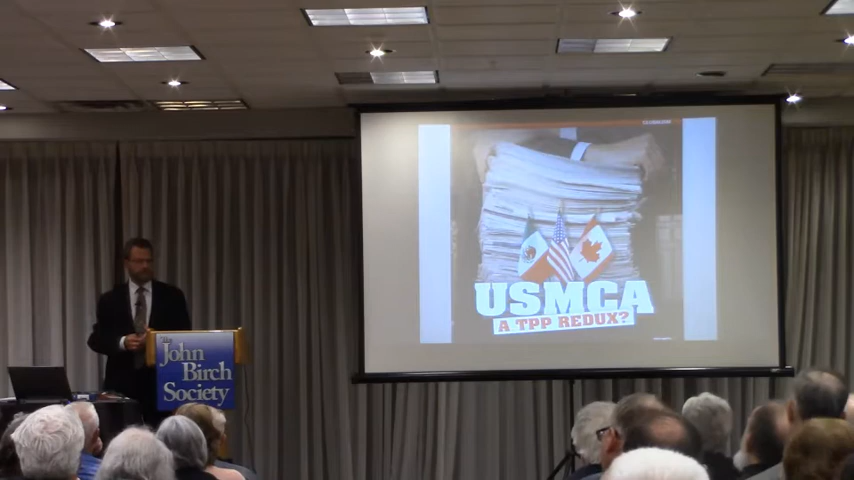 The
John
Birch
Society
USMCA
A TPP REDUX?